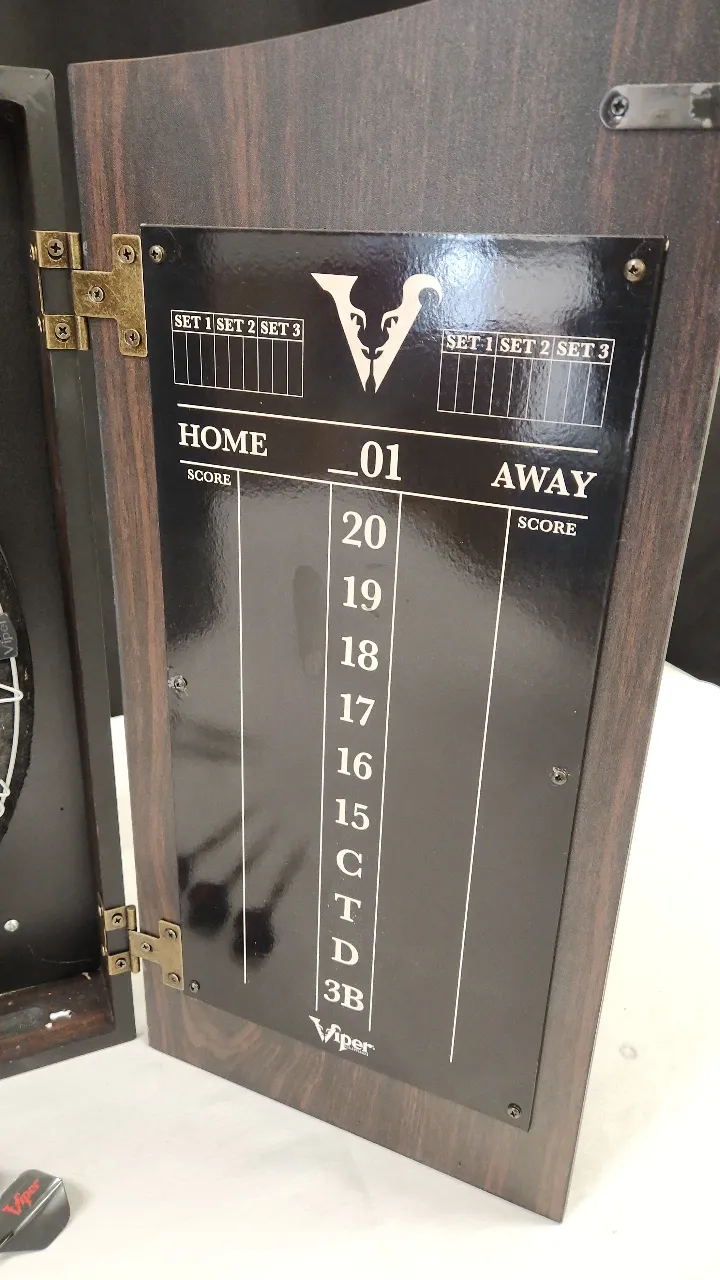 SET 1 SET 2 SET 3
SET 1 SET 2 SET 3
HOME
_01
AWAY
SCORE
SCORE
20
19
18
17
16
15
C
T
D
3B
Viper
Viper
Viper